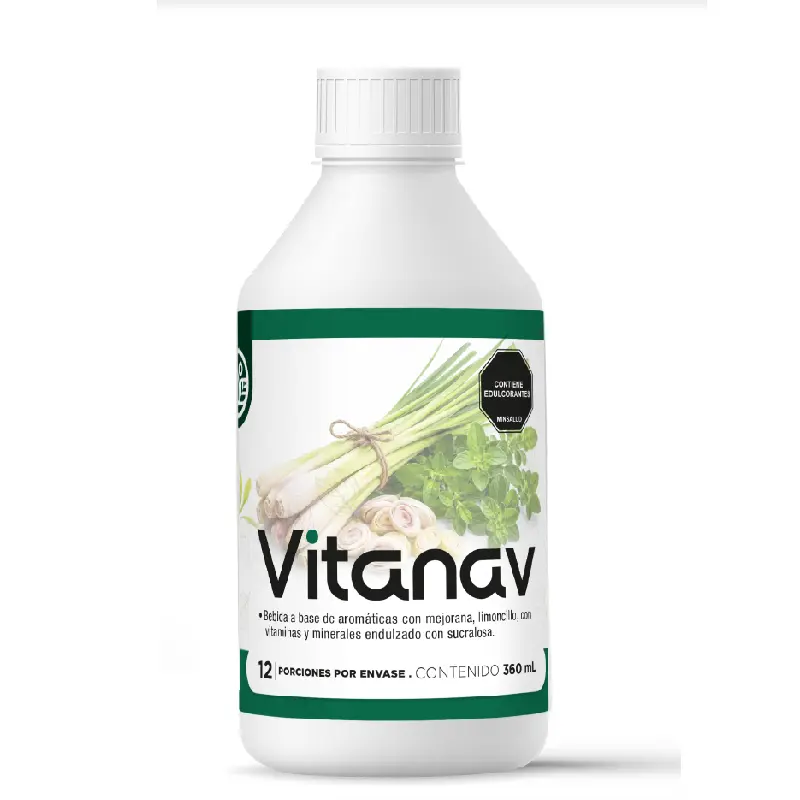 CONTIENE
EDULCORANTES
MINSALUD
Vitanav
•Bebida a base de aromáticas con mejorana, limoncillo, con
vitaminas y minerales endulzado con sucralosa.
12 PORCIONES POR ENVASE . CONTENIDO 360 mL